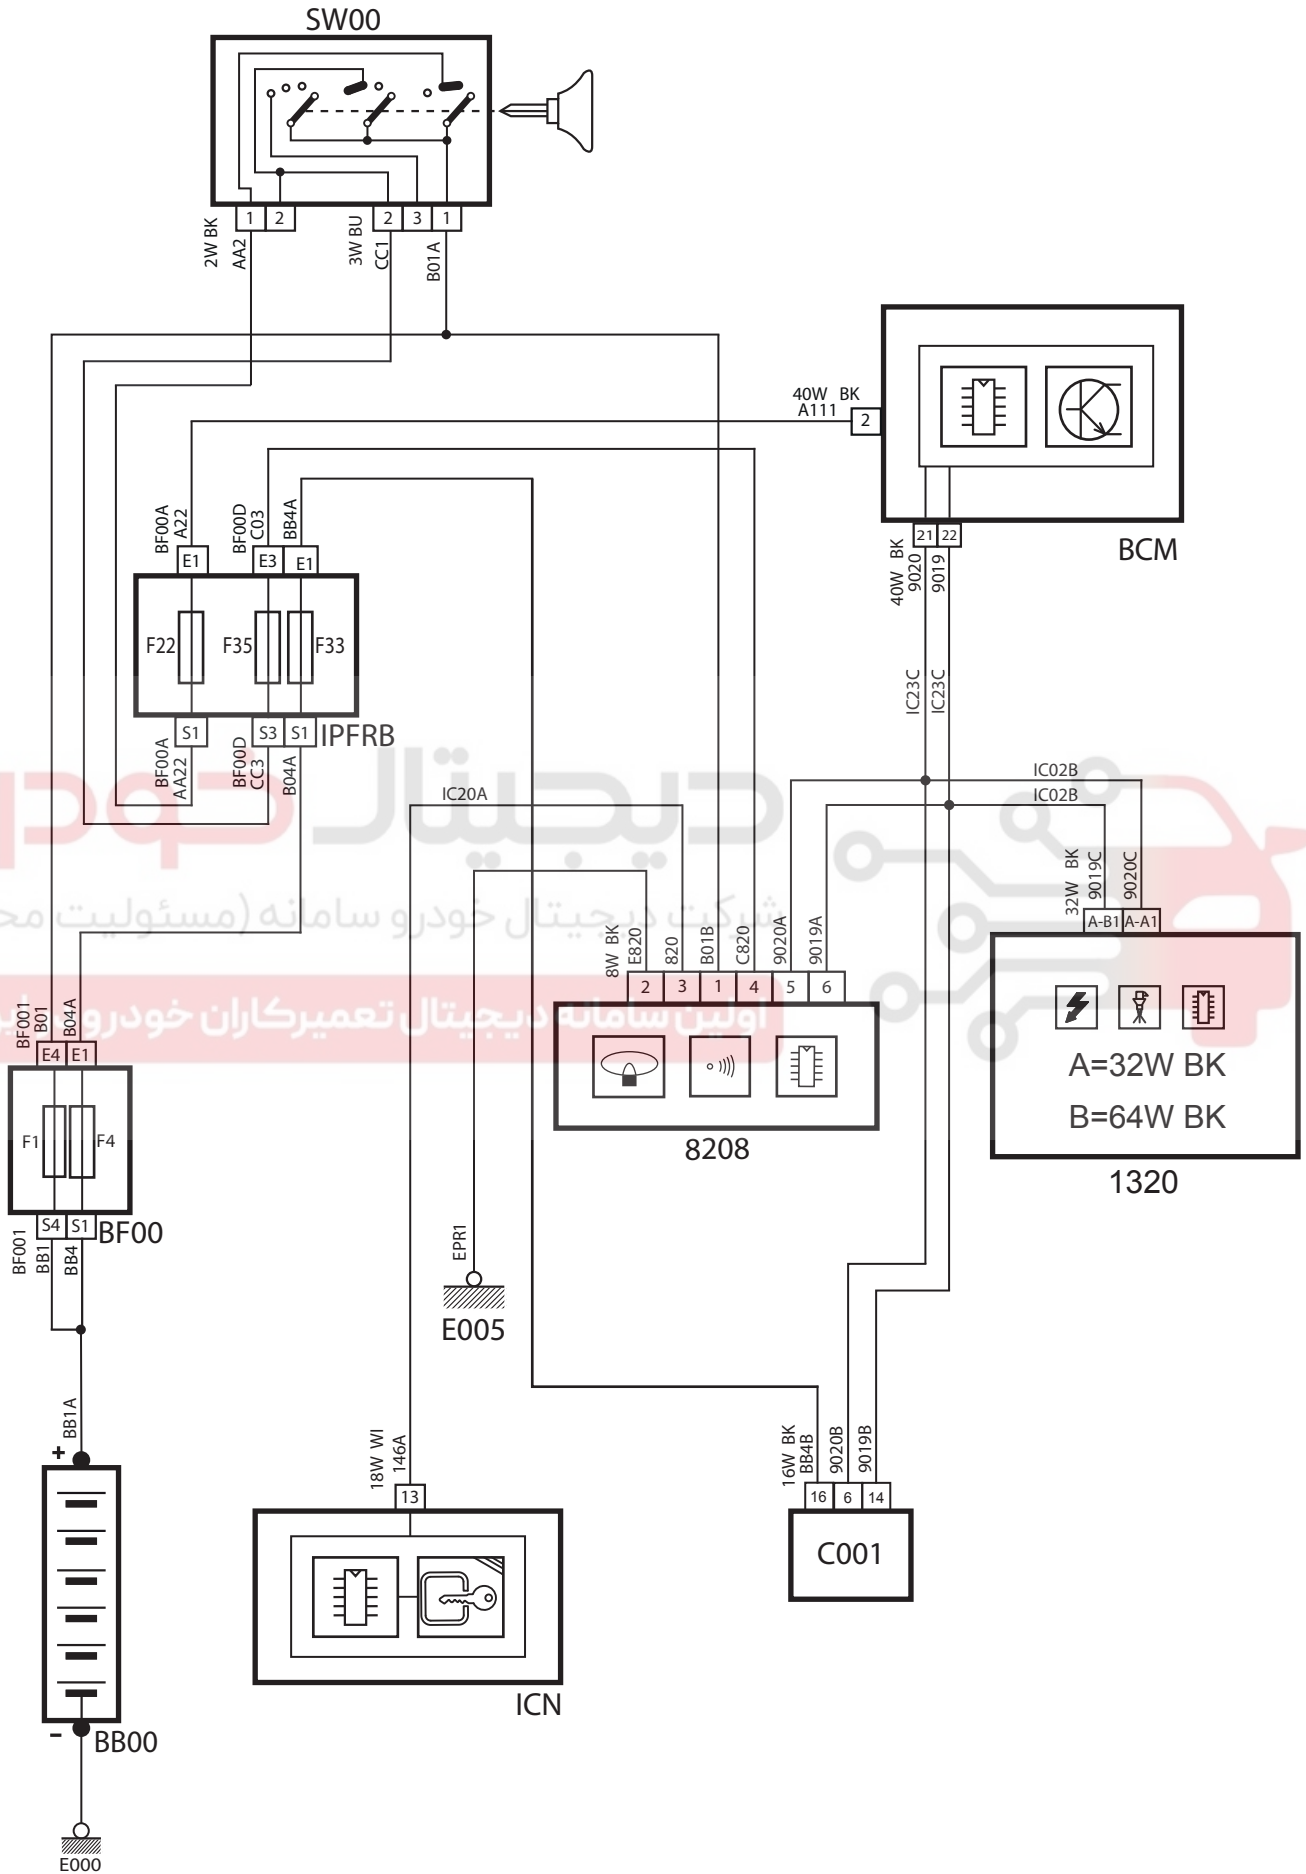 SW00
1 2 2 3 1
2W BK
AA2
3W BU
CC1
B01A
40W BK
A111
2
BCM
21 22
40W BK
9020
9019
BF00A
A22
BF00D
C03
BB4A
E1 E3 E1
F22 F35 F33
S1 S3 S1
IPFRB
BF00A
AA22
BF00D
CC3
B04A
IC23C
IC23C
IC02B
IC02B
IC20A
دیجیتال خودرو
شرکت دیجیتال خودرو سامانه (مسئولیت
اولین سامانه دیجیتال تعمیرکاران خودرو
32W BK
9019C
9020C
A-B1 A-A1
A=32W BK
B=64W BK
1320
8W BK
E820
820
B01B
C820
9020A
9019A
2 3 1 4 5 6
8208
BF001
B01
B04A
E4 E1
F1 F4
S4 S1
BF00
BF001
BB1
BB4
EPR1
E005
BB1A
+
-
BB00
E000
18W WI
146A
13
ICN
16W BK
BB4B
9020B
9019B
16 6 14
C001